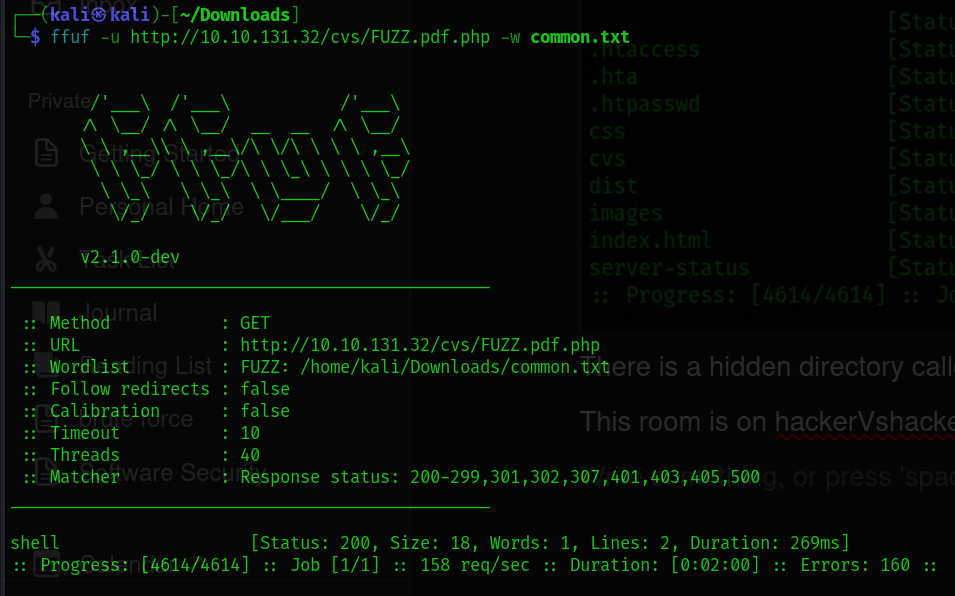 (kali㉿kali)-[~/Downloads]
$ ffuf -u http://10.10.131.32/cvs/FUZZ.pdf.php -w common.txt
[Statu
.htaccess [Statu
.hta [Statu
.htpasswd [Statu
css [Statu
cvs [Statu
dist [Statu
images [Statu
index.html [Statu
server-status [Statu
:: Progress: [4614/4614] :: Jo
Private
Getting Started
Personal Home
Task List
Journal
Reading List
brute force
Software Security
v2.1.0-dev
:: Method : GET
:: URL : http://10.10.131.32/cvs/FUZZ.pdf.php
:: Wordlist : FUZZ: /home/kali/Downloads/common.txt
:: Follow redirects : false
:: Calibration : false
:: Timeout : 10
:: Threads : 40
:: Matcher : Response status: 200-299,301,302,307,401,403,405,500
There is a hidden directory calle
This room is on hackerVshacke
or press 'spac
shell [Status: 200, Size: 18, Words: 1, Lines: 2, Duration: 269ms]
:: Progress: [4614/4614] :: Job [1/1] :: 158 req/sec :: Duration: [0:02:00] :: Errors: 160 ::